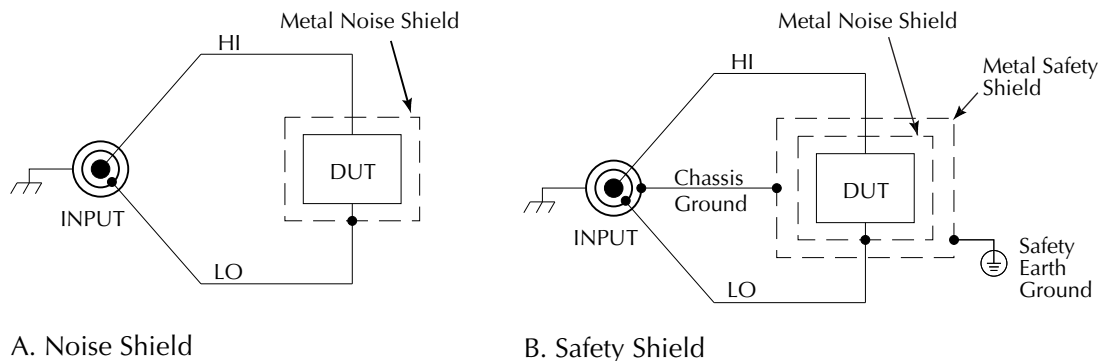 Metal Noise Shield
HI
DUT
INPUT
LO
A. Noise Shield
Metal Noise Shield
HI
Metal Safety
Shield
Chassis
Ground
DUT
INPUT
Safety
Earth
Ground
LO
B. Safety Shield